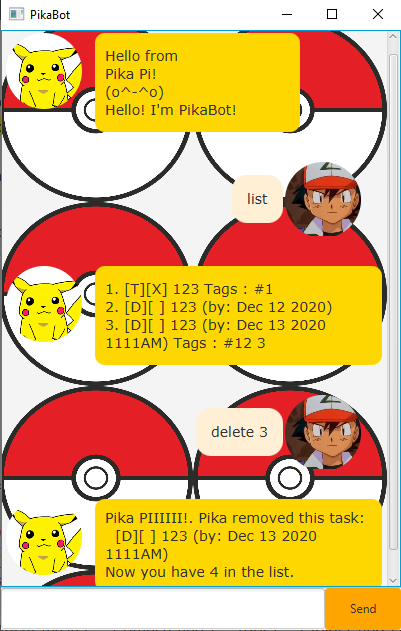 PikaBot
Hello from
Pika Pi!
(o^-^o)
Hello! I'm PikaBot!
list
1. [T][X] 123 Tags : #1
2. [D][ ] 123 (by: Dec 12 2020)
3. [D][ ] 123 (by: Dec 13 2020
1111AM) Tags : #12 3
delete 3
Pika PIIIIII!. Pika removed this task:
[D][ ] 123 (by: Dec 13 2020
1111AM)
Now you have 4 in the list.
Send